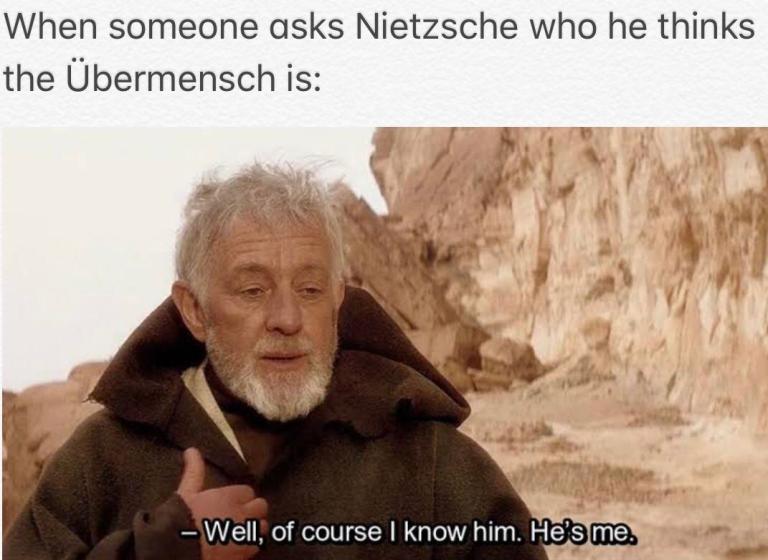 When someone asks Nietzsche who he thinks
the Übermensch is:
– Well, of course I know him. He's me.